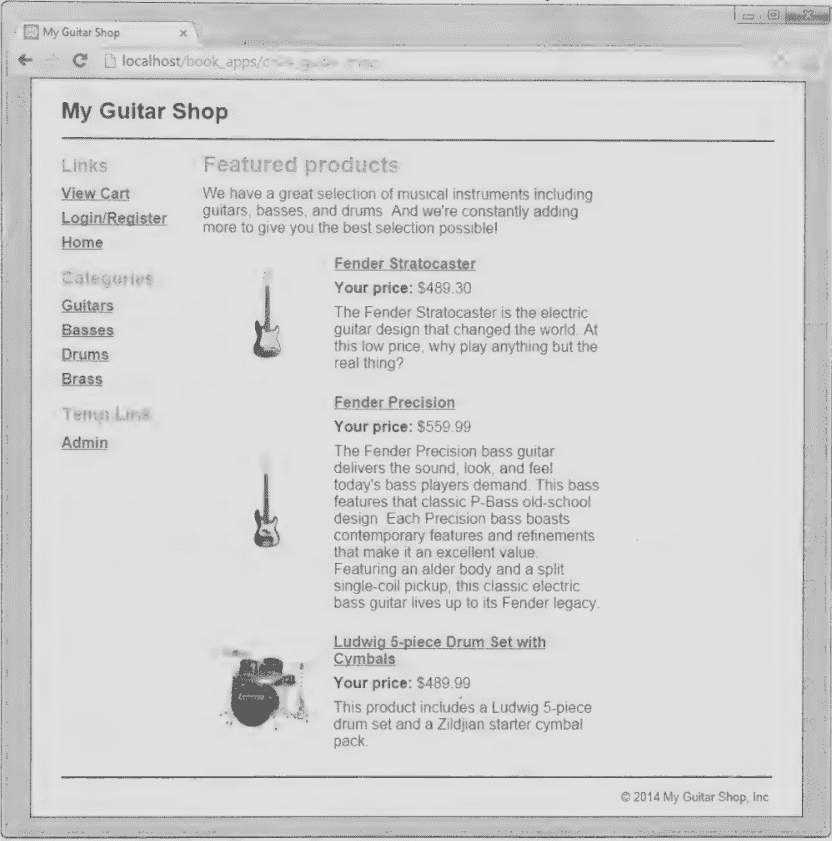 My Guitar Shop
localhost/book_apps/
My Guitar Shop
Links
View Cart
Login/Register
Home
Categories
Guitars
Basses
Drums
Brass
Temp Link
Admin
Featured products
We have a great selection of musical instruments including
guitars, basses, and drums And we're constantly adding
more to give you the best selection possible!
Fender Stratocaster
Your price: $489.30
The Fender Stratocaster is the electric
guitar design that changed the world. At
this low price, why play anything but the
real thing?
Fender Precision
Your price: $559.99
The Fender Precision bass guitar
delivers the sound, look, and feel
today's bass players demand. This bass
features that classic P-Bass old-school
design Each Precision bass boasts
contemporary features and refinements
that make it an excellent value.
Featuring an alder body and a split
single-coil pickup, this classic electric
bass guitar lives up to its Fender legacy.
Ludwig 5-piece Drum Set with
Cymbals
Your price: $489.99
This product includes a Ludwig 5-piece
drum set and a Zildjian starter cymbal
pack.
© 2014 My Guitar Shop, Inc